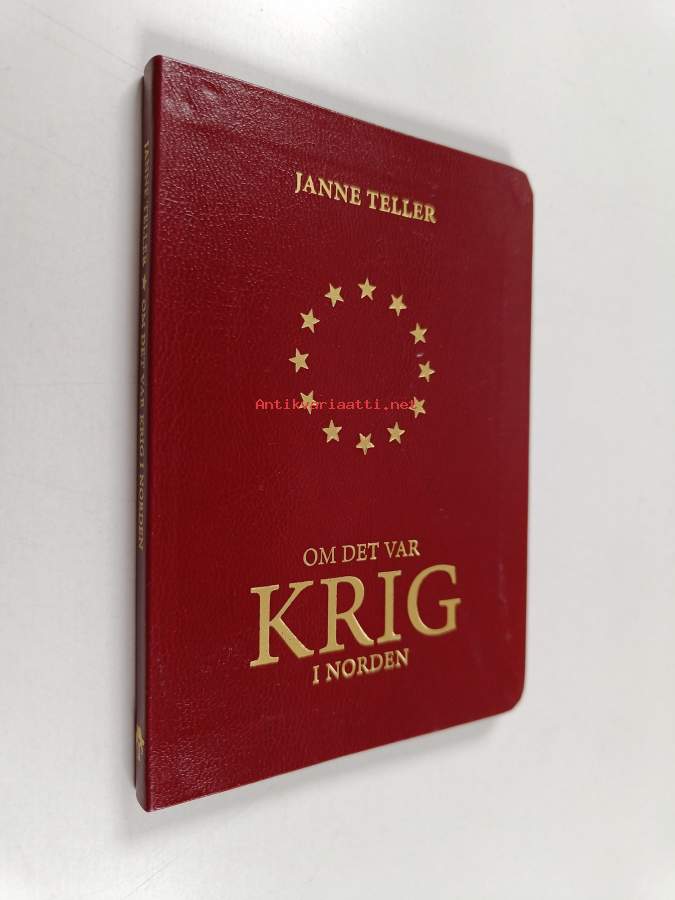 JANNE TELLER
Antikvariaatti.net
OM DET VAR
KRIG
I NORDEN
JANNE TELLER ★ OM DET VAR KRIG I NORDEN